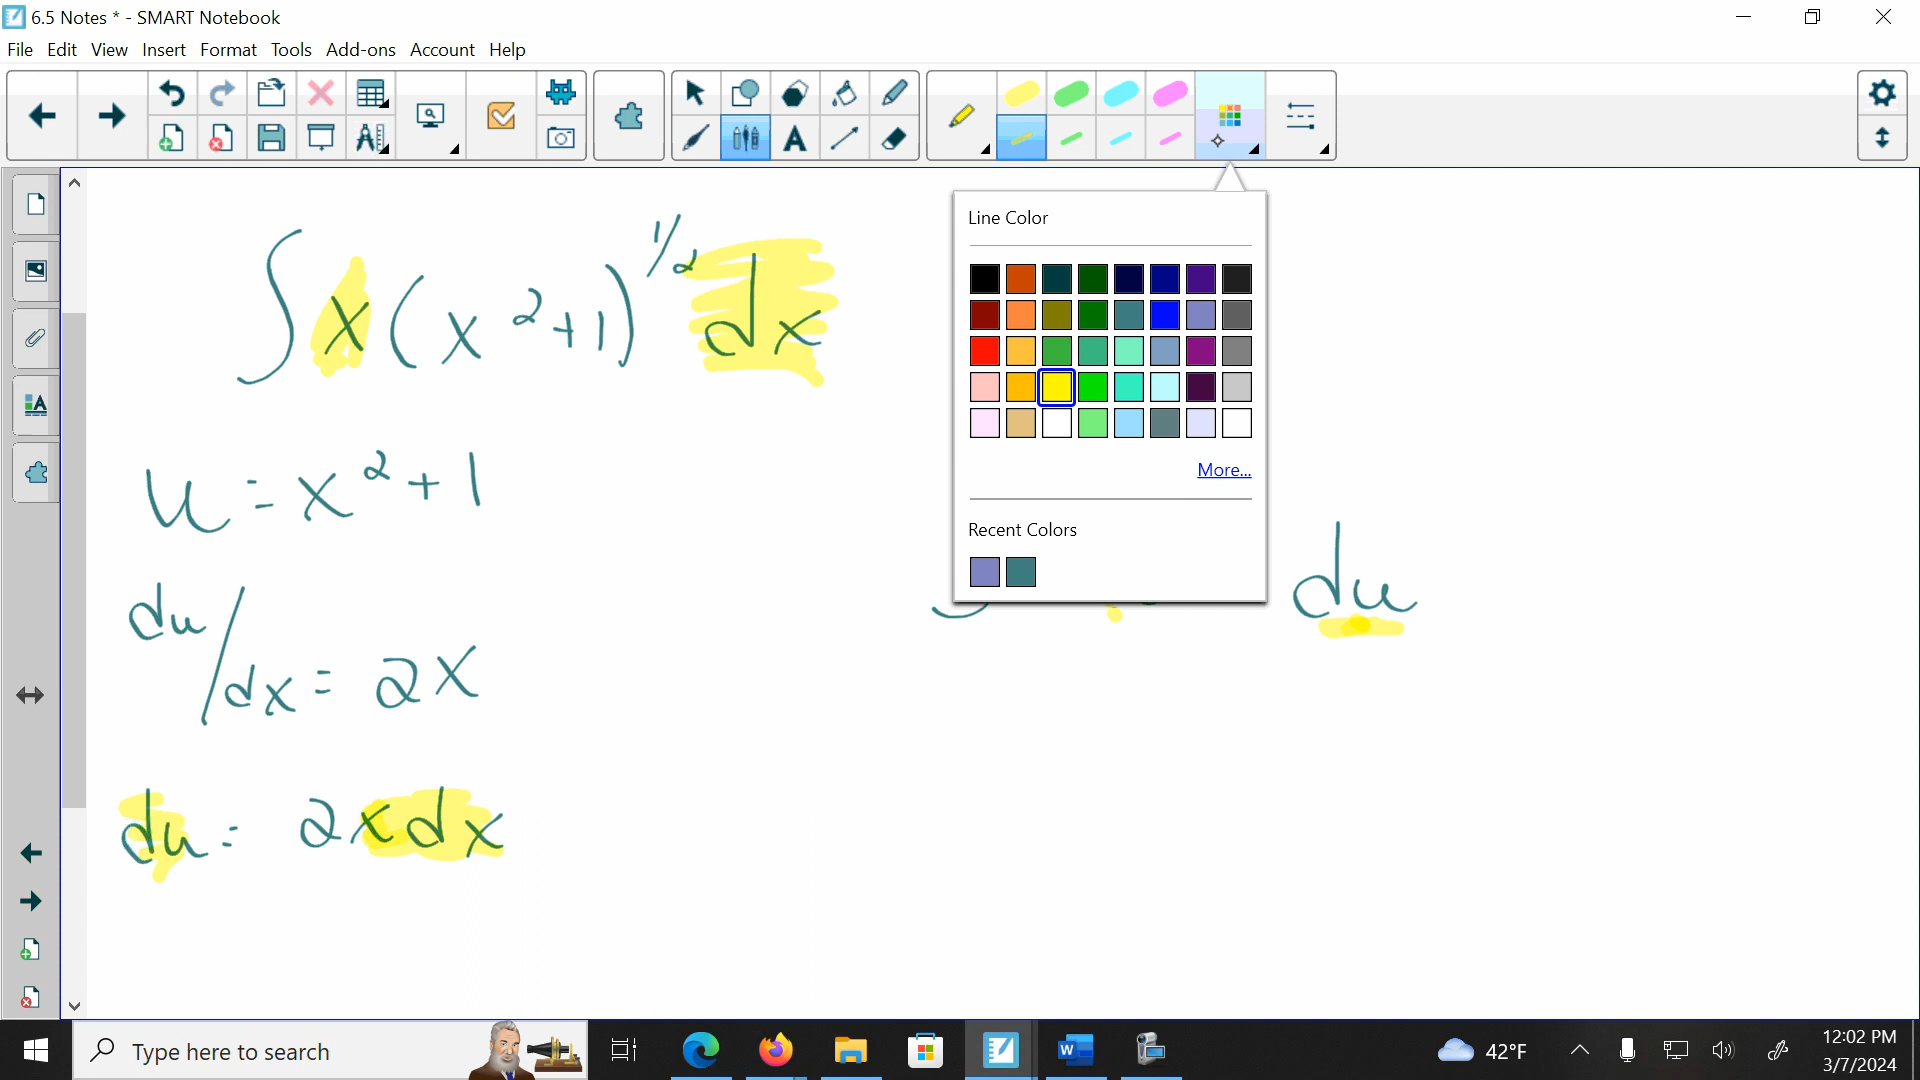 6.5 Notes * - SMART Notebook
File Edit View Insert Format Tools Add-ons Account Help
Line Color
More...
Recent Colors
∫ x ( x ² + 1 ) ^1/2 dx
u = x ² + 1
du / dx = 2x
du = 2x dx
du
Type here to search
42°F
12:02 PM
3/7/2024